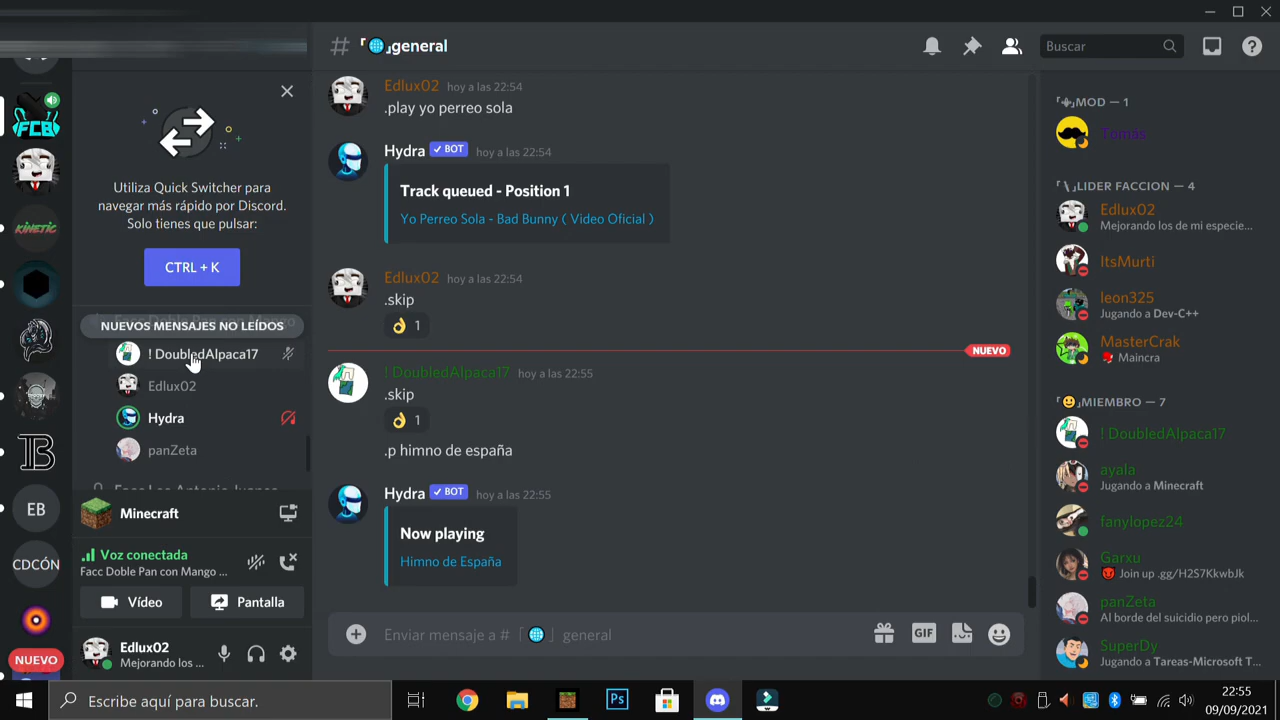 #「🌐」general
Buscar
Utiliza Quick Switcher para
navegar más rápido por Discord.
Solo tienes que pulsar:
CTRL + K
NUEVOS MENSAJES NO LEÍDOS
! DoubledAlpaca17
Edlux02
Hydra
panZeta
Minecraft
Voz conectada
Facc Doble Pan con Mango ...
Vídeo
Pantalla
Edlux02
Mejorando los ...
FCB
KINETIC
EB
CDCÓN
NUEVO
Edlux02 hoy a las 22:54
.play yo perreo sola
Hydra ✓ BOT hoy a las 22:54
Track queued - Position 1
Yo Perreo Sola - Bad Bunny ( Video Oficial )
Edlux02 hoy a las 22:54
.skip
👌 1
NUEVO
! DoubledAlpaca17 hoy a las 22:55
.skip
👌 1
.p himno de españa
Hydra ✓ BOT hoy a las 22:55
Now playing
Himno de España
Enviar mensaje a #「🌐」general
GIF
MOD — 1
Tomás
LIDER FACCION — 4
Edlux02
Mejorando los de mi especie...
ItsMurti
leon325
Jugando a Dev-C++
MasterCrak
Maincra
「😃」MIEMBRO — 7
! DoubledAlpaca17
ayala
Jugando a Minecraft
fanylopez24
Garxu
😈 Join up .gg/H2S7KkwbJk
panZeta
Al borde del suicidio pero piol...
SuperDy
Jugando a Tareas-Microsoft T...
Escribe aquí para buscar.
Ps
22:55
09/09/2021